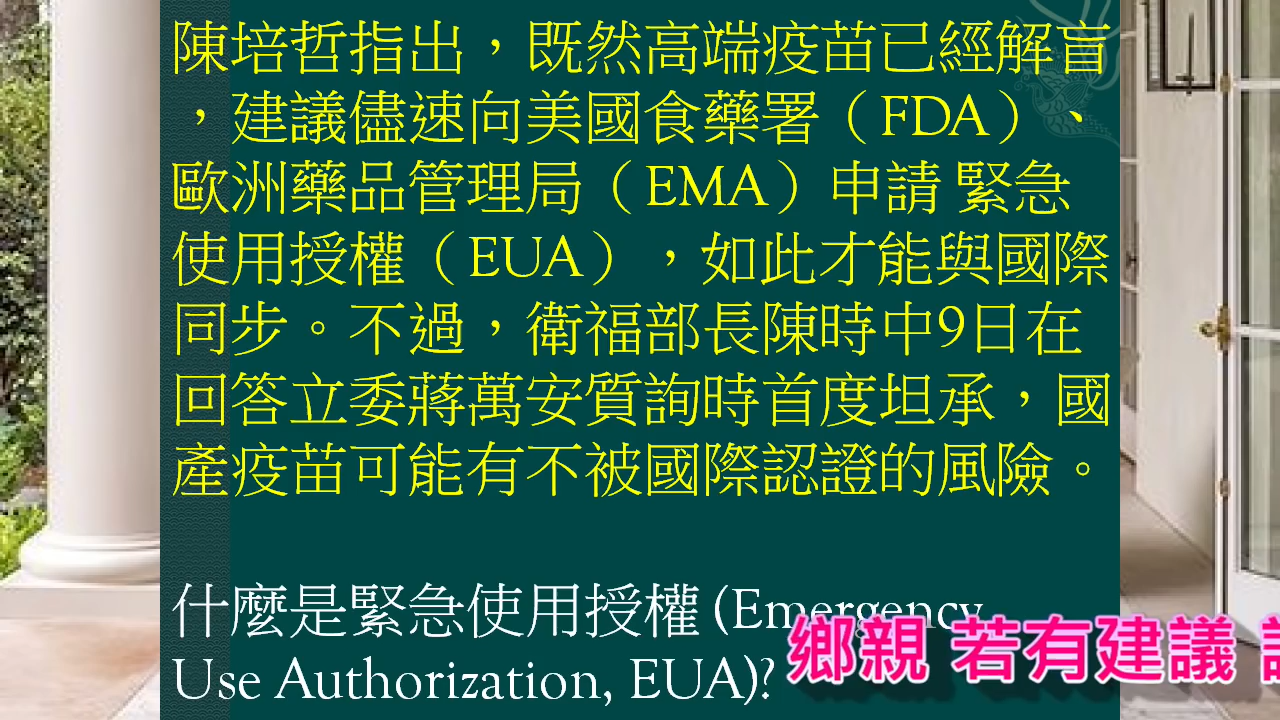 陳培哲指出，既然高端疫苗已經解盲
，建議儘速向美國食藥署（FDA）、
歐洲藥品管理局（EMA）申請 緊急
使用授權（EUA），如此才能與國際
同步。不過，衛福部長陳時中9日在
回答立委蔣萬安質詢時首度坦承，國
產疫苗可能有不被國際認證的風險。
什麼是緊急使用授權 (Emergency
Use Authorization, EUA)?
鄉親 若有建議